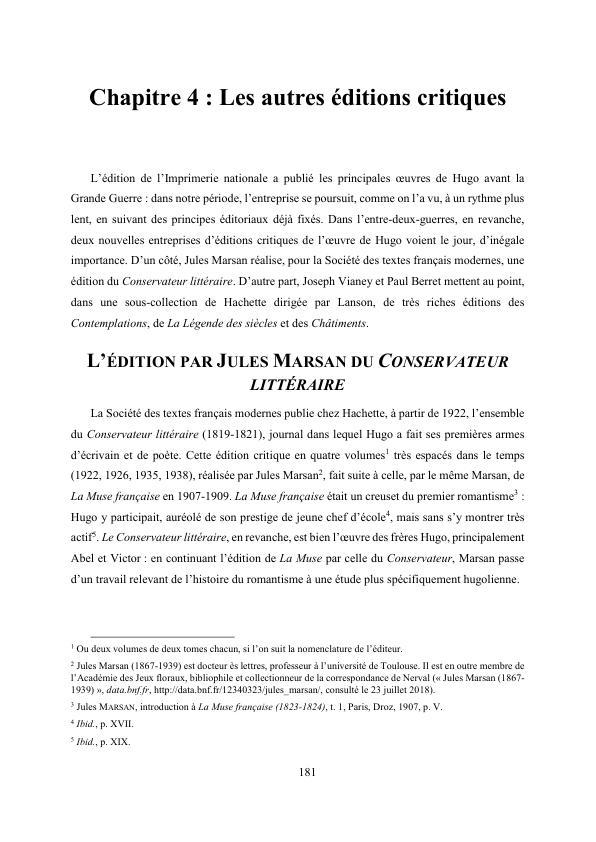 Chapitre 4 : Les autres éditions critiques
L’édition de l’Imprimerie nationale a publié les principales œuvres de Hugo avant la
Grande Guerre : dans notre période, l’entreprise se poursuit, comme on l’a vu, à un rythme plus
lent, en suivant des principes éditoriaux déjà fixés. Dans l’entre-deux-guerres, en revanche,
deux nouvelles entreprises d’éditions critiques de l’œuvre de Hugo voient le jour, d’inégale
importance. D’un côté, Jules Marsan réalise, pour la Société des textes français modernes, une
édition du Conservateur littéraire. D’autre part, Joseph Vianey et Paul Berret mettent au point,
dans une sous-collection de Hachette dirigée par Lanson, de très riches éditions des
Contemplations, de La Légende des siècles et des Châtiments.
L’ÉDITION PAR JULES MARSAN DU CONSERVATEUR
LITTÉRAIRE
La Société des textes français modernes publie chez Hachette, à partir de 1922, l’ensemble
du Conservateur littéraire (1819-1821), journal dans lequel Hugo a fait ses premières armes
d’écrivain et de poète. Cette édition critique en quatre volumes1 très espacés dans le temps
(1922, 1926, 1935, 1938), réalisée par Jules Marsan2, fait suite à celle, par le même Marsan, de
La Muse française en 1907-1909. La Muse française était un creuset du premier romantisme3 :
Hugo y participait, auréolé de son prestige de jeune chef d’école4, mais sans s’y montrer très
actif5. Le Conservateur littéraire, en revanche, est bien l’œuvre des frères Hugo, principalement
Abel et Victor : en continuant l’édition de La Muse par celle du Conservateur, Marsan passe
d’un travail relevant de l’histoire du romantisme à une étude plus spécifiquement hugolienne.
1 Ou deux volumes de deux tomes chacun, si l’on suit la nomenclature de l’éditeur.
2 Jules Marsan (1867-1939) est docteur ès lettres, professeur à l’université de Toulouse. Il est en outre membre de
l’Académie des Jeux floraux, bibliophile et collectionneur de la correspondance de Nerval (« Jules Marsan (1867-
1939) », data.bnf.fr, http://data.bnf.fr/12340323/jules_marsan/, consulté le 23 juillet 2018).
3 Jules MARSAN, introduction à La Muse française (1823-1824), t. 1, Paris, Droz, 1907, p. V.
4 Ibid., p. XVII.
5 Ibid., p. XIX.
181